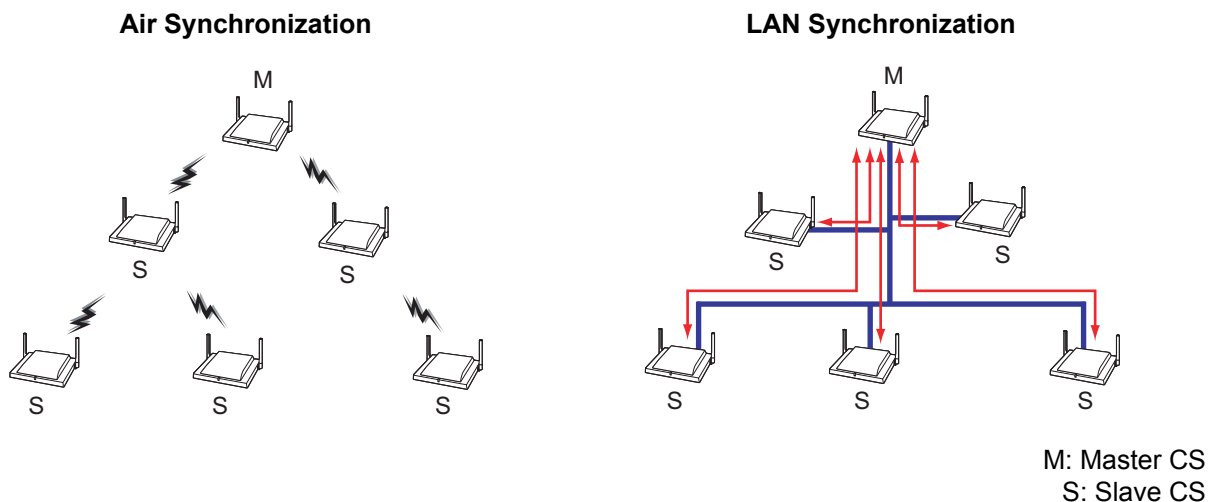 Air Synchronization
M
S
S
S
S
S
LAN Synchronization
M
S
S
S
S
S
M: Master CS
S: Slave CS